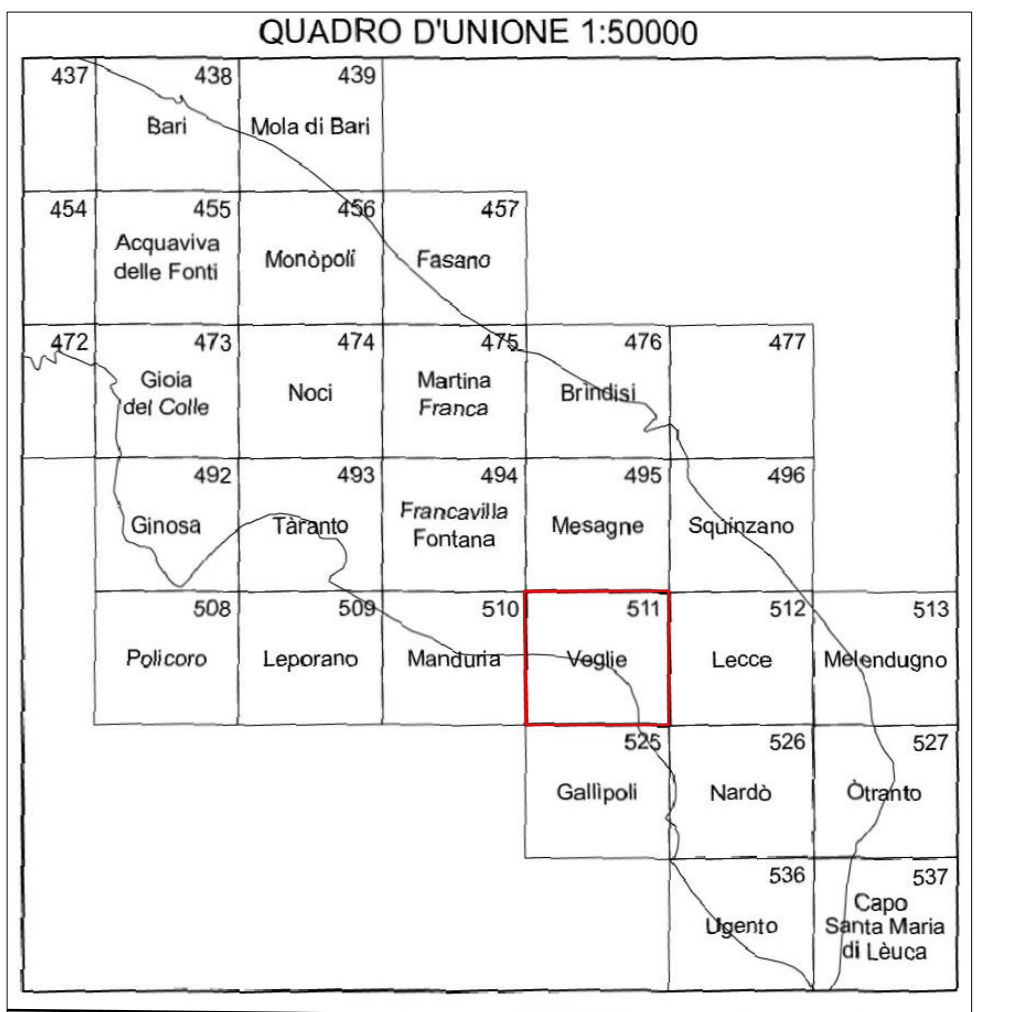 QUADRO D'UNIONE 1:50000
437
438
439
Bari
Mola di Bari
454
455
456
457
Acquaviva
delle Fonti
Monòpoli
Fasano
472
473
474
475
476
477
Gioia
del Colle
Noci
Martina
Franca
Brindisi
492
493
494
495
496
Ginosa
Tàranto
Francavilla
Fontana
Mesagne
Squinzano
508
509
510
511
512
513
Policoro
Leporano
Manduria
Veglie
Lecce
Melendugno
525
526
527
Gallìpoli
Nardò
Òtranto
536
537
Ugento
Capo
Santa Maria
di Lèuca